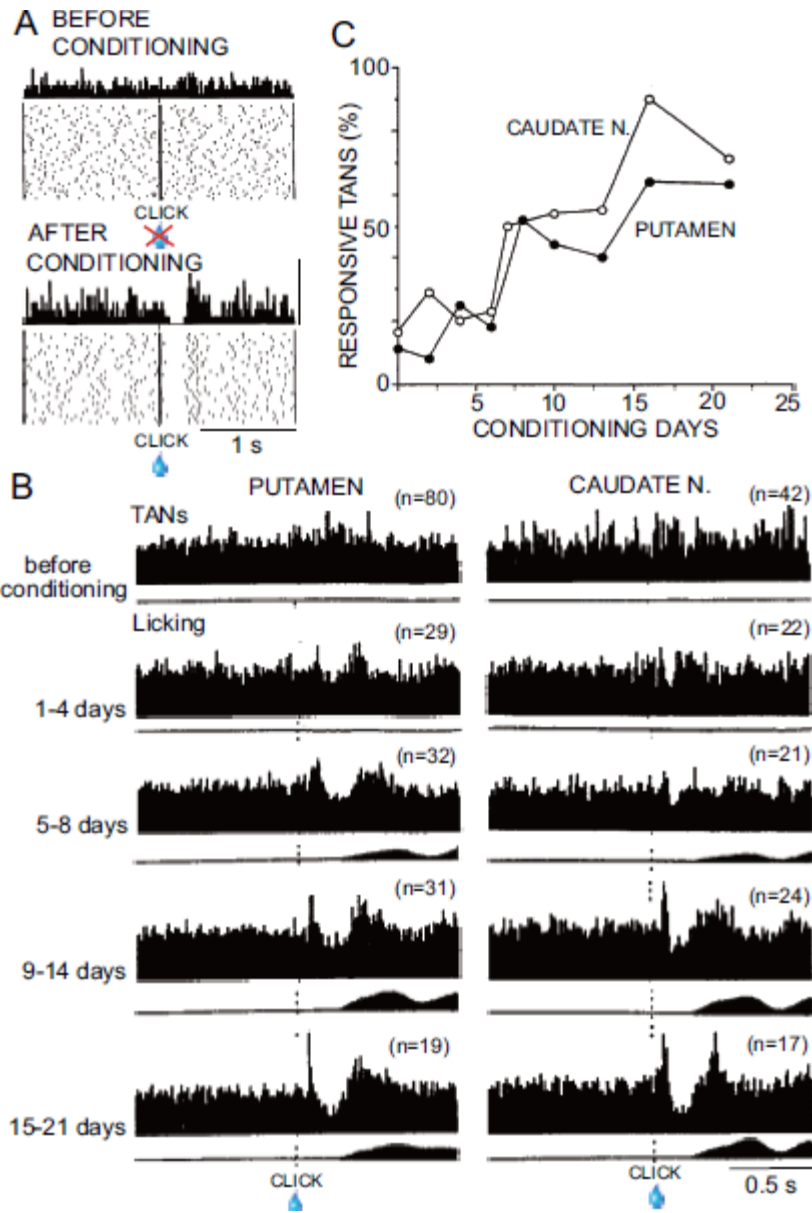 A BEFORE
CONDITIONING
CLICK
AFTER
CONDITIONING
CLICK
1 s
C
100
50
0
RESPONSIVE TANS (%)
CAUDATE N.
PUTAMEN
5 10 15 20 25
CONDITIONING DAYS
B
PUTAMEN CAUDATE N.
TANs (n=80) (n=42)
before
conditioning
Licking (n=29) (n=22)
1-4 days
(n=32) (n=21)
5-8 days
(n=31) (n=24)
9-14 days
(n=19) (n=17)
15-21 days
CLICK CLICK 0.5 s